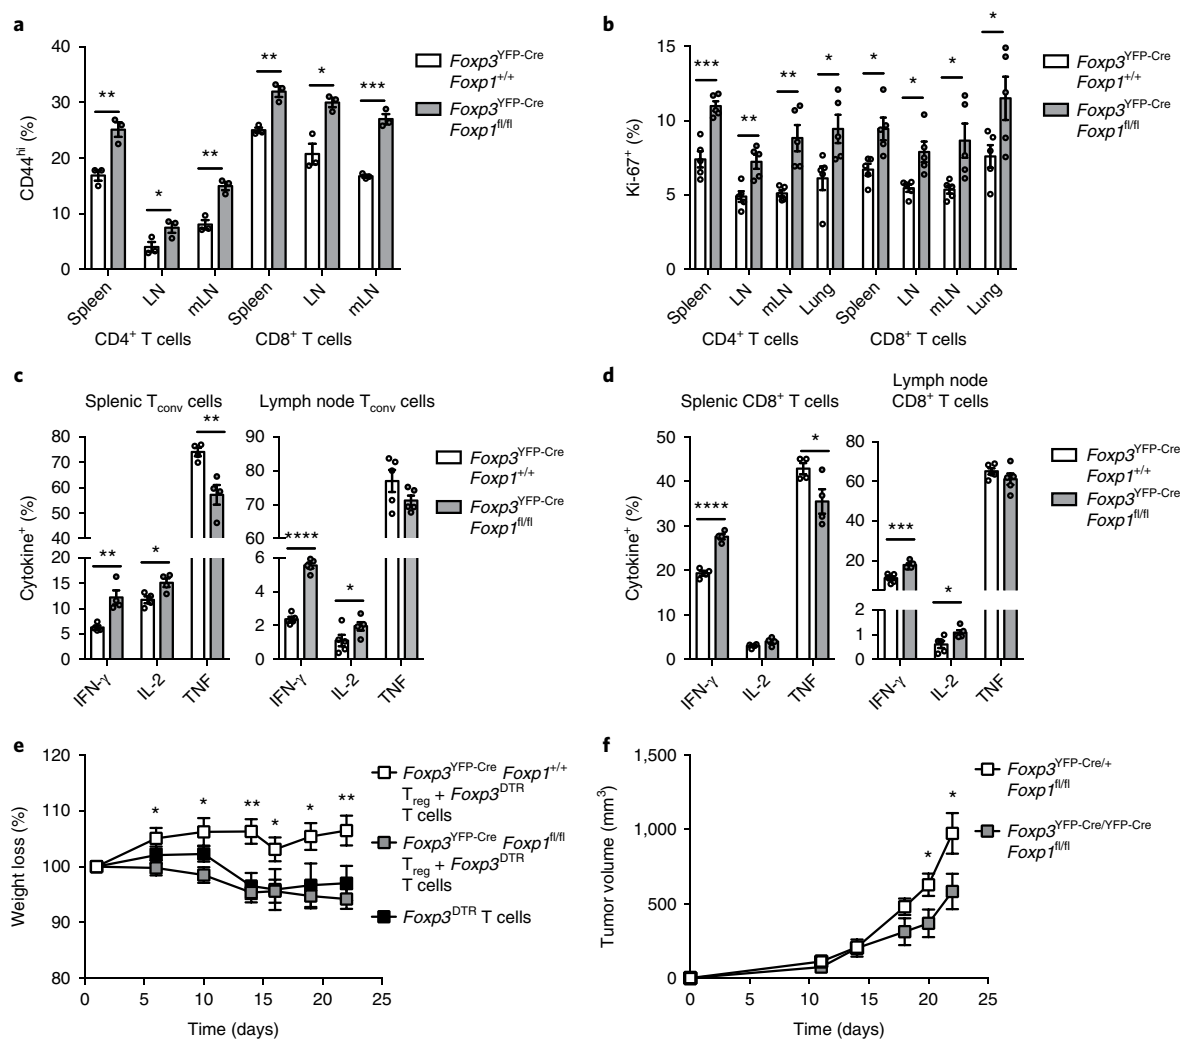 a
CD44hi (%)
40
30
20
10
0
** * ** ** * ***
Spleen LN mLN Spleen LN mLN
CD4+ T cells CD8+ T cells
Foxp3YFP-Cre
Foxp1+/+
Foxp3YFP-Cre
Foxp1fl/fl
b
Ki-67+ (%)
15
10
5
0
*** ** ** * * * * *
Spleen LN mLN Lung Spleen LN mLN Lung
CD4+ T cells CD8+ T cells
Foxp3YFP-Cre
Foxp1+/+
Foxp3YFP-Cre
Foxp1fl/fl
c
Splenic Tconv cells
Cytokine+ (%)
80
70
60
50
40
20
15
10
5
0
** * **
IFN-γ IL-2 TNF
Lymph node Tconv cells
90
80
70
60
6
4
2
0
**** *
IFN-γ IL-2 TNF
Foxp3YFP-Cre
Foxp1+/+
Foxp3YFP-Cre
Foxp1fl/fl
d
Splenic CD8+ T cells
Cytokine+ (%)
50
40
30
20
10
0
**** *
IFN-γ IL-2 TNF
Lymph node
CD8+ T cells
80
60
40
20
2
1
0
*** *
IFN-γ IL-2 TNF
Foxp3YFP-Cre
Foxp1+/+
Foxp3YFP-Cre
Foxp1fl/fl
e
Weight loss (%)
120
110
100
90
80
* * ** * * **
0 5 10 15 20 25
Time (days)
Foxp3YFP-Cre Foxp1+/+
Treg + Foxp3DTR
T cells
Foxp3YFP-Cre Foxp1fl/fl
Treg + Foxp3DTR
T cells
Foxp3DTR T cells
f
Tumor volume (mm3)
1,500
1,000
500
0
* *
0 5 10 15 20 25
Time (days)
Foxp3YFP-Cre/+
Foxp1fl/fl
Foxp3YFP-Cre/YFP-Cre
Foxp1fl/fl